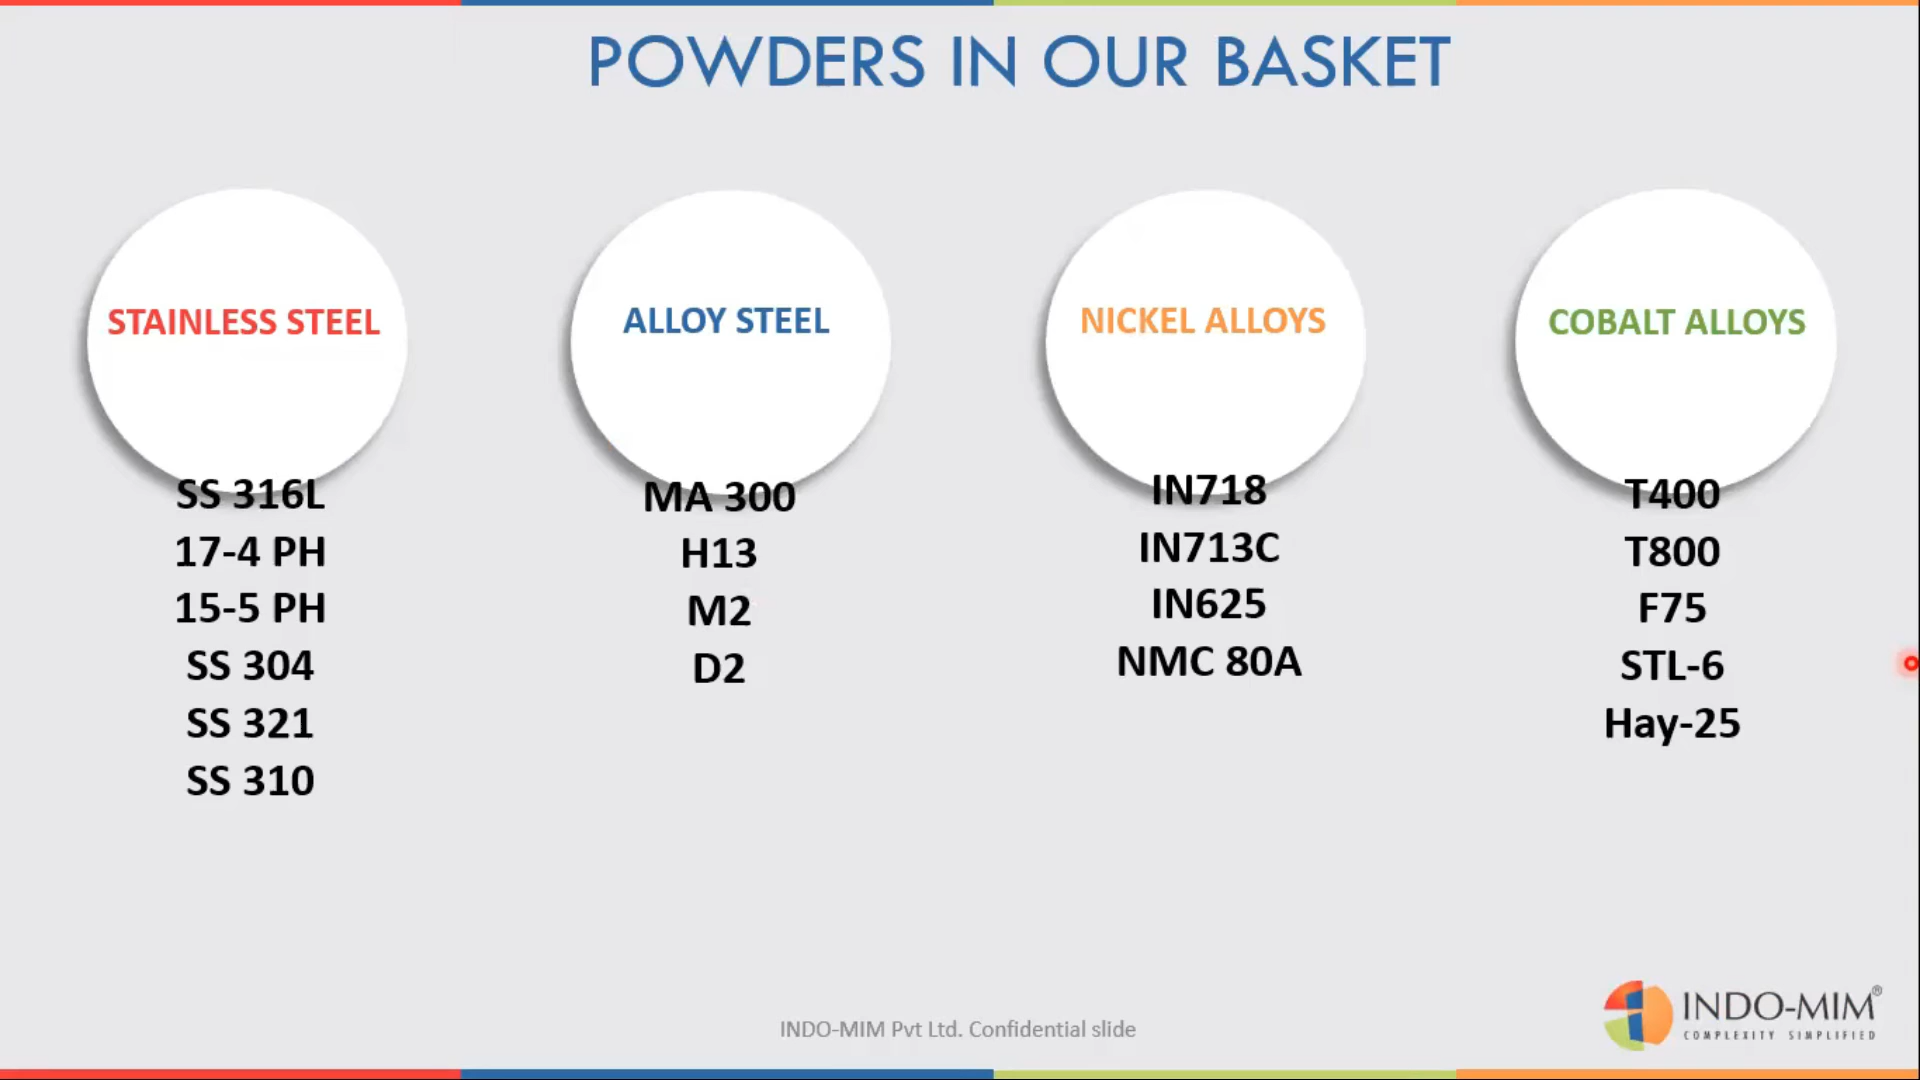 POWDERS IN OUR BASKET
STAINLESS STEEL
SS 316L
17-4 PH
15-5 PH
SS 304
SS 321
SS 310
ALLOY STEEL
MA 300
H13
M2
D2
NICKEL ALLOYS
IN718
IN713C
IN625
NMC 80A
COBALT ALLOYS
T400
T800
F75
STL-6
Hay-25
INDO-MIM Pvt Ltd. Confidential slide
INDO-MIM®
COMPLEXITY SIMPLIFIED